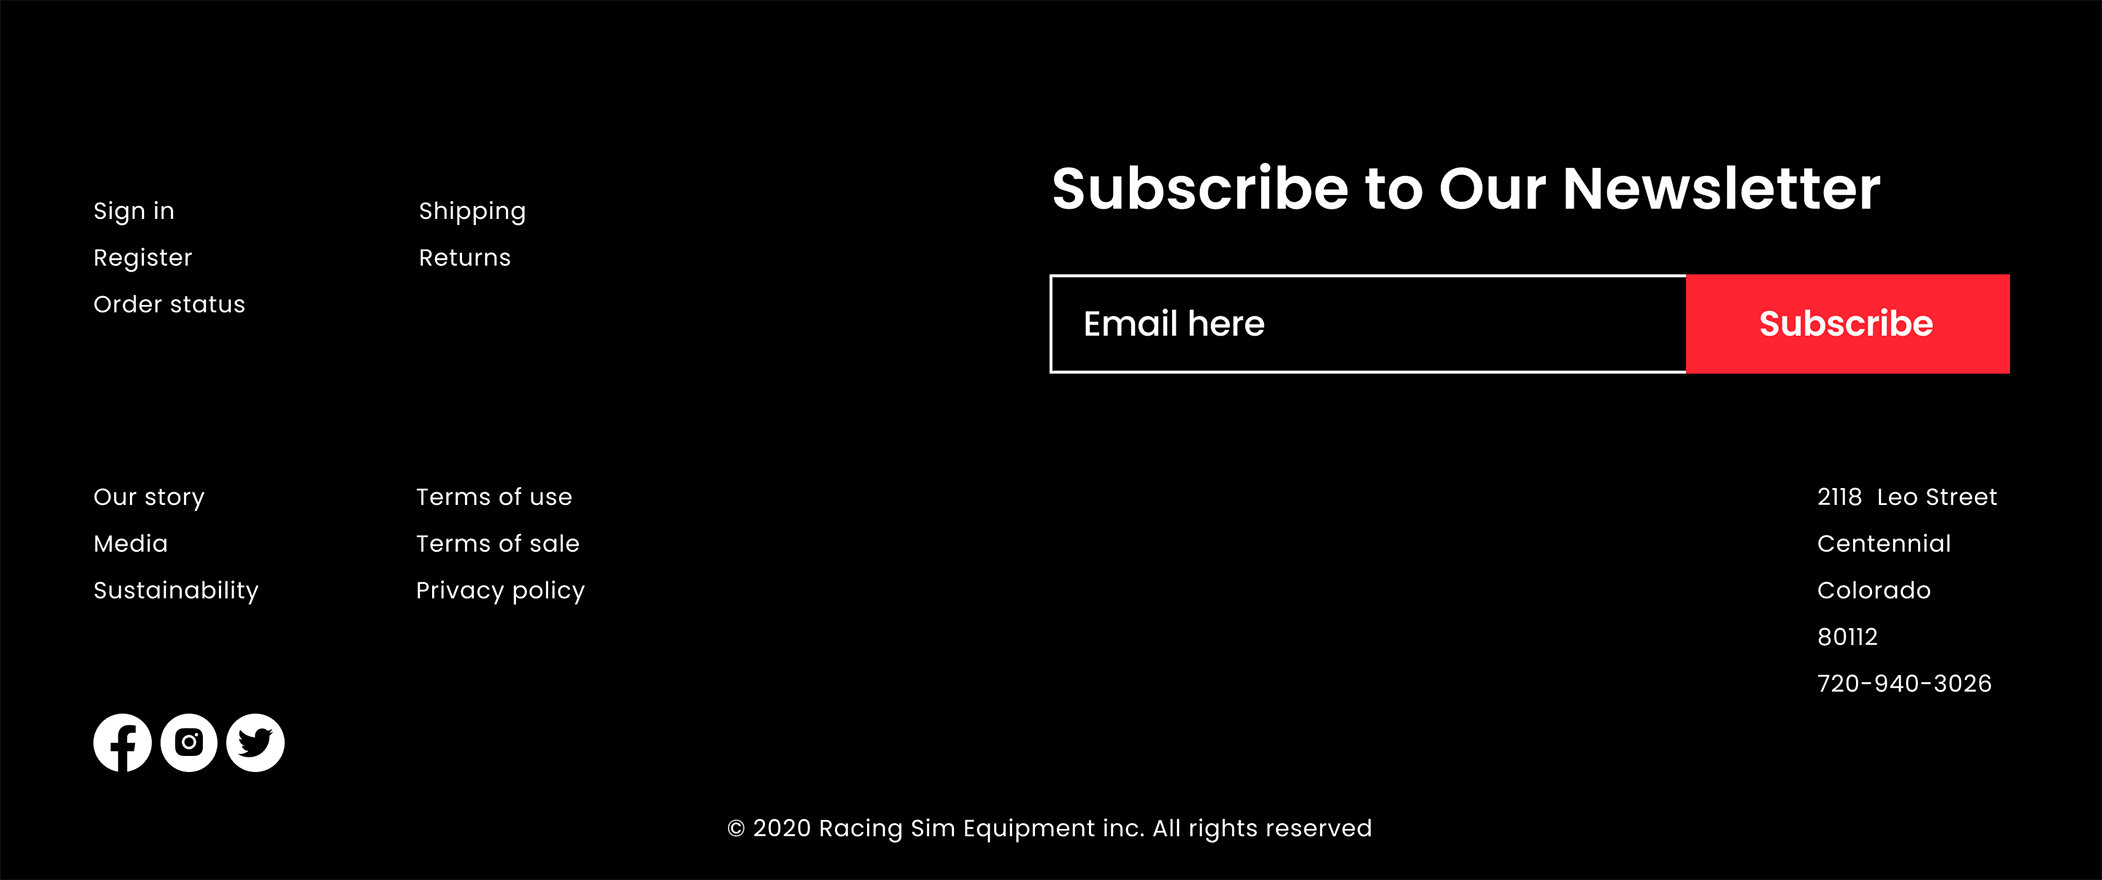 Subscribe to Our Newsletter
Email here
Subscribe
Sign in
Register
Order status
Shipping
Returns
Our story
Media
Sustainability
Terms of use
Terms of sale
Privacy policy
2118  Leo Street
Centennial
Colorado
80112
720-940-3026
© 2020 Racing Sim Equipment inc. All rights reserved